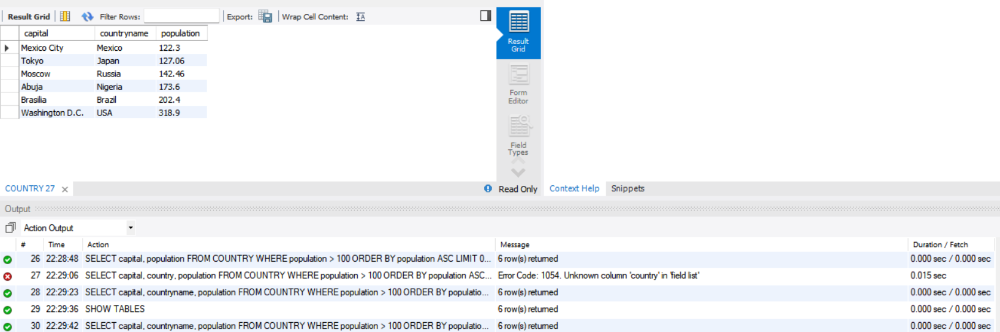 Result Grid Filter Rows: Export: Wrap Cell Content: IA
capital countryname population
Mexico City Mexico 122.3
Tokyo Japan 127.06
Moscow Russia 142.46
Abuja Nigeria 173.6
Brasilia Brazil 202.4
Washington D.C. USA 318.9
Result
Grid
Form
Editor
Field
Types
COUNTRY 27 Read Only Context Help Snippets
Output
Action Output
# Time Action Message Duration / Fetch
26 22:28:48 SELECT capital, population FROM COUNTRY WHERE population > 100 ORDER BY population ASC LIMIT 0... 6 row(s) returned 0.000 sec / 0.000 sec
27 22:29:06 SELECT capital, country, population FROM COUNTRY WHERE population > 100 ORDER BY population ASC... Error Code: 1054. Unknown column 'country' in 'field list' 0.015 sec
28 22:29:23 SELECT capital, countryname, population FROM COUNTRY WHERE population > 100 ORDER BY populatio... 6 row(s) returned 0.000 sec / 0.000 sec
29 22:29:36 SHOW TABLES 6 row(s) returned 0.000 sec / 0.000 sec
30 22:29:42 SELECT capital, countryname, population FROM COUNTRY WHERE population > 100 ORDER BY populatio... 6 row(s) returned 0.000 sec / 0.000 sec